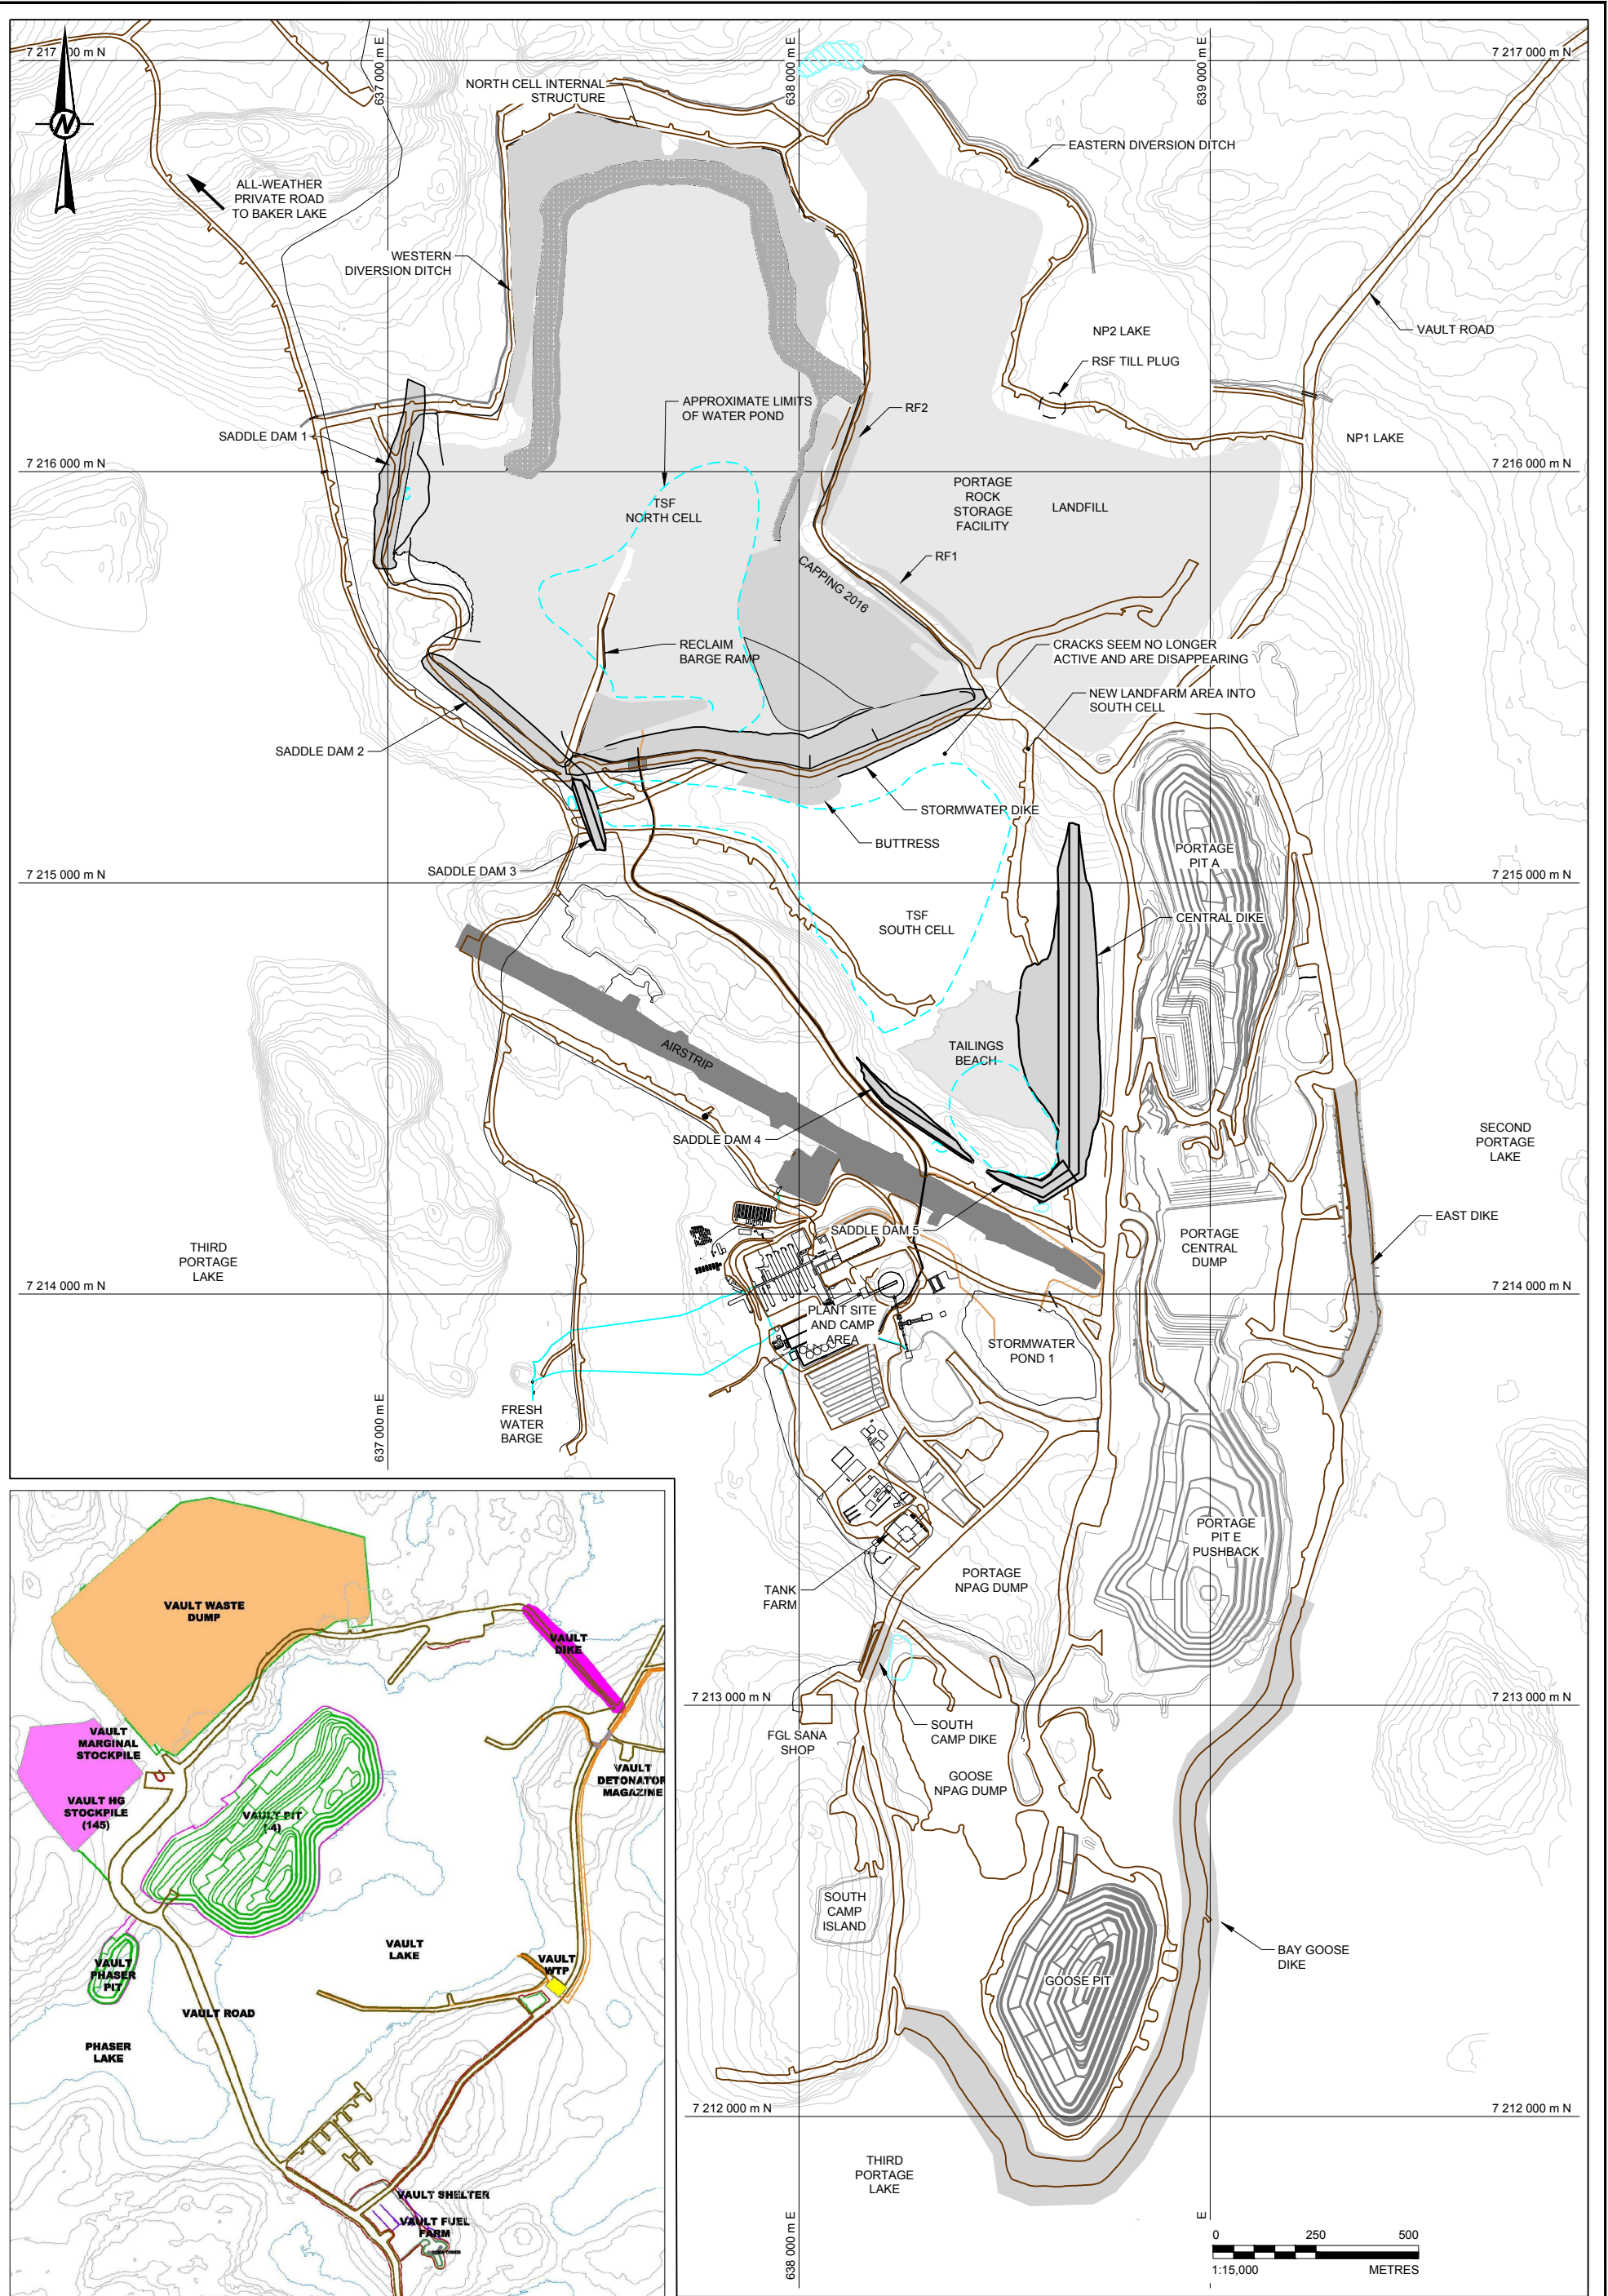 7 217 000 m N
637 000 m E
638 000 m E
639 000 m E
7 217 000 m N
N
NORTH CELL INTERNAL
STRUCTURE
EASTERN DIVERSION DITCH
ALL-WEATHER
PRIVATE ROAD
TO BAKER LAKE
WESTERN
DIVERSION DITCH
NP2 LAKE
VAULT ROAD
RSF TILL PLUG
APPROXIMATE LIMITS
OF WATER POND
RF2
SADDLE DAM 1
NP1 LAKE
7 216 000 m N
7 216 000 m N
TSF
NORTH CELL
PORTAGE
ROCK
STORAGE
FACILITY
LANDFILL
RF1
CAPPING 2016
RECLAIM
BARGE RAMP
CRACKS SEEM NO LONGER
ACTIVE AND ARE DISAPPEARING
NEW LANDFARM AREA INTO
SOUTH CELL
SADDLE DAM 2
STORMWATER DIKE
BUTTRESS
PORTAGE
PIT A
SADDLE DAM 3
7 215 000 m N
7 215 000 m N
TSF
SOUTH CELL
CENTRAL DIKE
AIRSTRIP
TAILINGS
BEACH
SADDLE DAM 4
SECOND
PORTAGE
LAKE
SADDLE DAM 5
EAST DIKE
THIRD
PORTAGE
LAKE
PORTAGE
CENTRAL
DUMP
7 214 000 m N
7 214 000 m N
PLANT SITE
AND CAMP
AREA
STORMWATER
POND 1
637 000 m E
FRESH
WATER
BARGE
PORTAGE
PIT E
PUSHBACK
TANK
FARM
PORTAGE
NPAG DUMP
7 213 000 m N
7 213 000 m N
FGL SANA
SHOP
SOUTH
CAMP DIKE
GOOSE
NPAG DUMP
SOUTH
CAMP
ISLAND
BAY GOOSE
DIKE
GOOSE PIT
7 212 000 m N
7 212 000 m N
THIRD
PORTAGE
LAKE
638 000 m E
E
0 250 500
1:15,000 METRES
VAULT WASTE
DUMP
VAULT
DIKE
VAULT
MARGINAL
STOCKPILE
VAULT
DETONATOR
MAGAZINE
VAULT HG
STOCKPILE
(145)
VAULT PIT
(-4)
VAULT
LAKE
VAULT
WTP
VAULT
PHASER
PIT
VAULT ROAD
PHASER
LAKE
VAULT SHELTER
VAULT FUEL
FARM